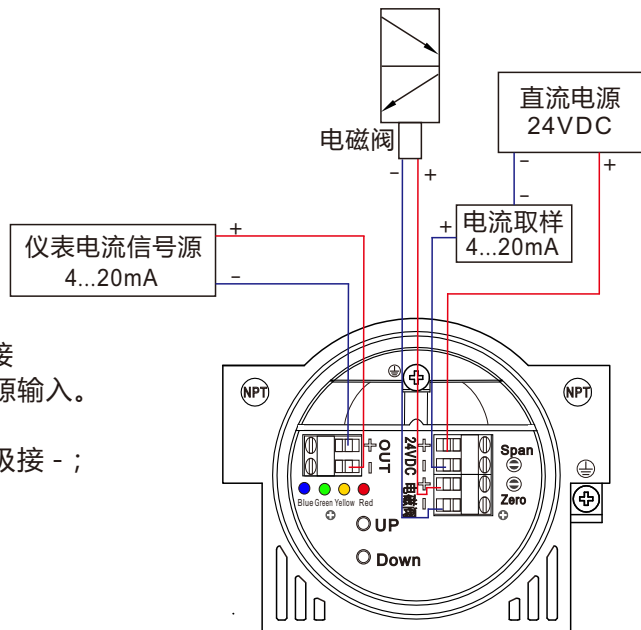 电磁阀
- +
直流电源
24VDC
- +
-
+ 电流取样
4...20mA
仪表电流信号源
4...20mA
+
-
接
源输入。
极接 - ;
NPT
NPT
+
-
OUT
24VDC
+
-
电磁阀
+
-
Span
Zero
Blue Green Yellow Red
UP
Down